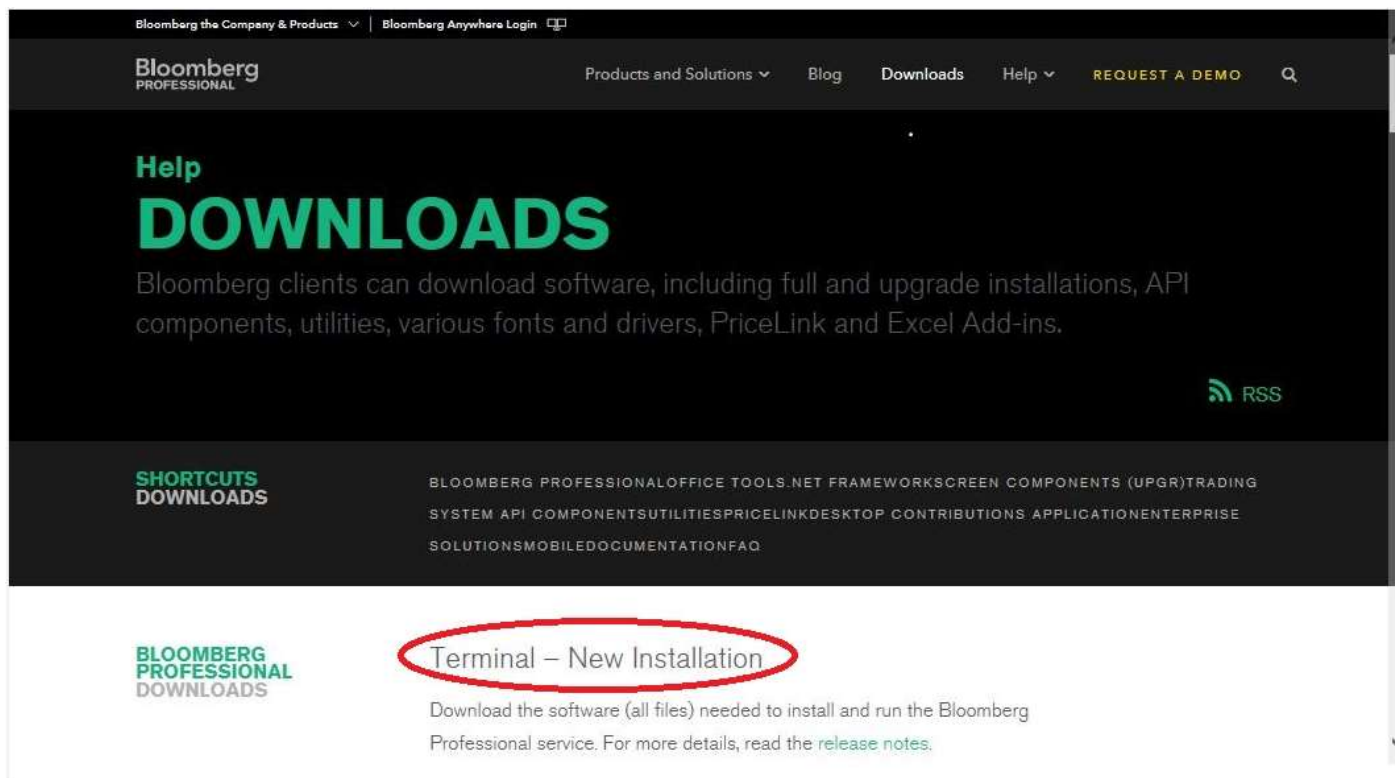 Bloomberg the Company & Products | Bloomberg Anywhere Login
Bloomberg
PROFESSIONAL
Products and Solutions Blog Downloads Help REQUEST A DEMO
Help
DOWNLOADS
Bloomberg clients can download software, including full and upgrade installations, API
components, utilities, various fonts and drivers, PriceLink and Excel Add-ins.
RSS
SHORTCUTS
DOWNLOADS
BLOOMBERG PROFESSIONALOFFICE TOOLS.NET FRAMEWORKSCREEN COMPONENTS (UPGR)TRADING
SYSTEM API COMPONENTSUTILITIESPRICELINKDESKTOP CONTRIBUTIONS APPLICATIONENTERPRISE
SOLUTIONSMOBILEDOCUMENTATIONFAQ
BLOOMBERG
PROFESSIONAL
DOWNLOADS
Terminal – New Installation
Download the software (all files) needed to install and run the Bloomberg
Professional service. For more details, read the release notes.